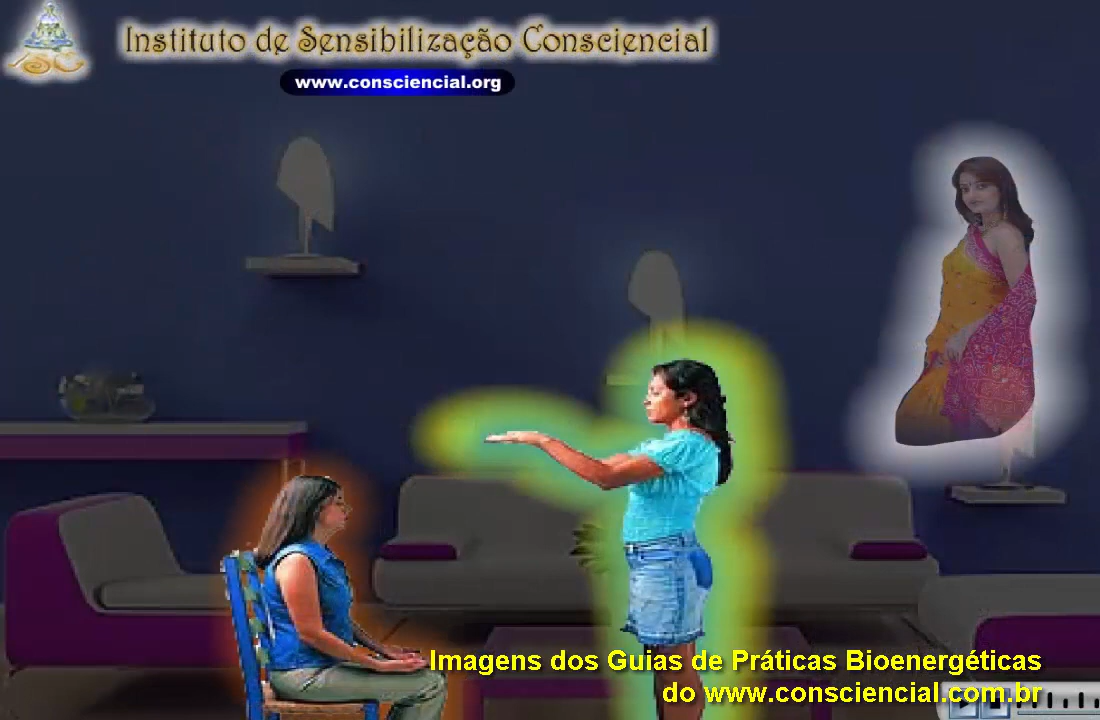 Instituto de Sensibilização Consciencial
www.consciencial.org
Imagens dos Guias de Práticas Bioenergéticas
do www.consciencial.com.br